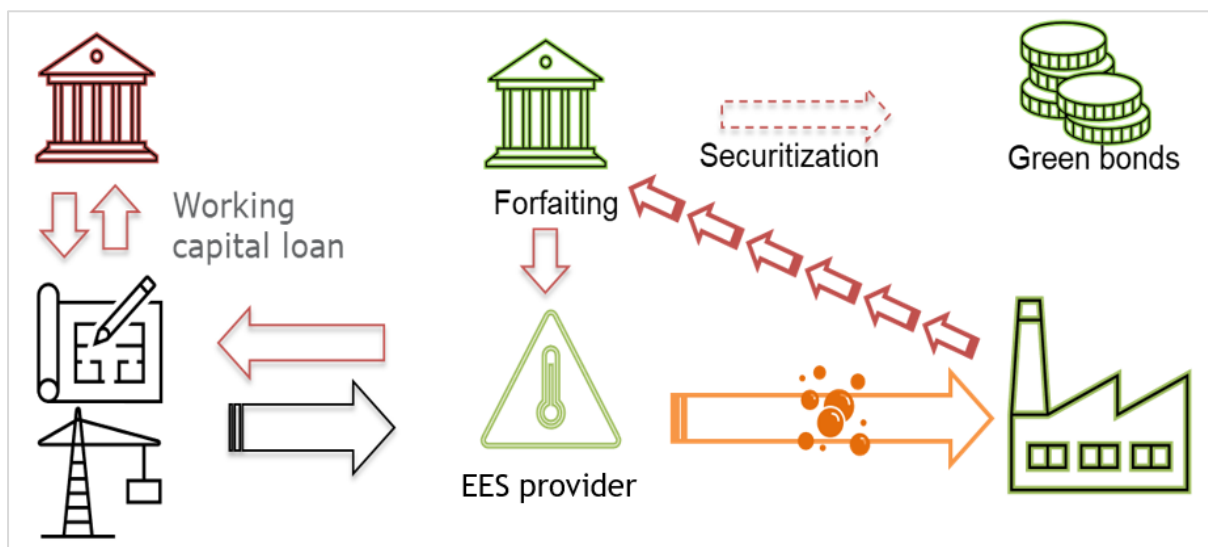 Securitization
Green bonds
Working
capital loan
Forfaiting
EES provider